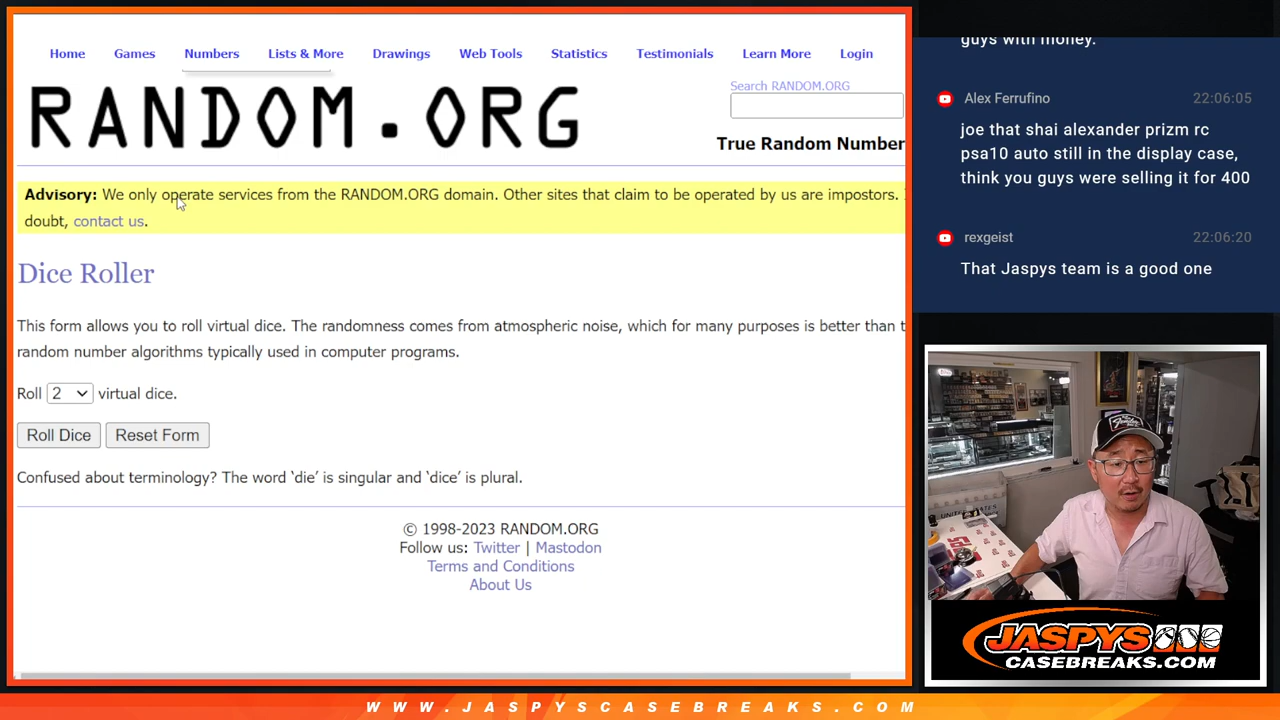 Home Games Numbers Lists & More Drawings Web Tools Statistics Testimonials Learn More Login
RANDOM.ORG
Search RANDOM.ORG
True Random Number
Advisory: We only operate services from the RANDOM.ORG domain. Other sites that claim to be operated by us are impostors.
doubt, contact us.
Dice Roller
This form allows you to roll virtual dice. The randomness comes from atmospheric noise, which for many purposes is better than t
random number algorithms typically used in computer programs.
Roll 2 virtual dice.
Roll Dice Reset Form
Confused about terminology? The word ‘die’ is singular and ‘dice’ is plural.
© 1998-2023 RANDOM.ORG
Follow us: Twitter | Mastodon
Terms and Conditions
About Us
guys with money.
Alex Ferrufino 22:06:05
joe that shai alexander prizm rc
psa10 auto still in the display case,
think you guys were selling it for 400
rexgeist 22:06:20
That Jaspys team is a good one
JASPYS
CASEBREAKS.COM
WWW.JASPYSCASEBREAKS.COM